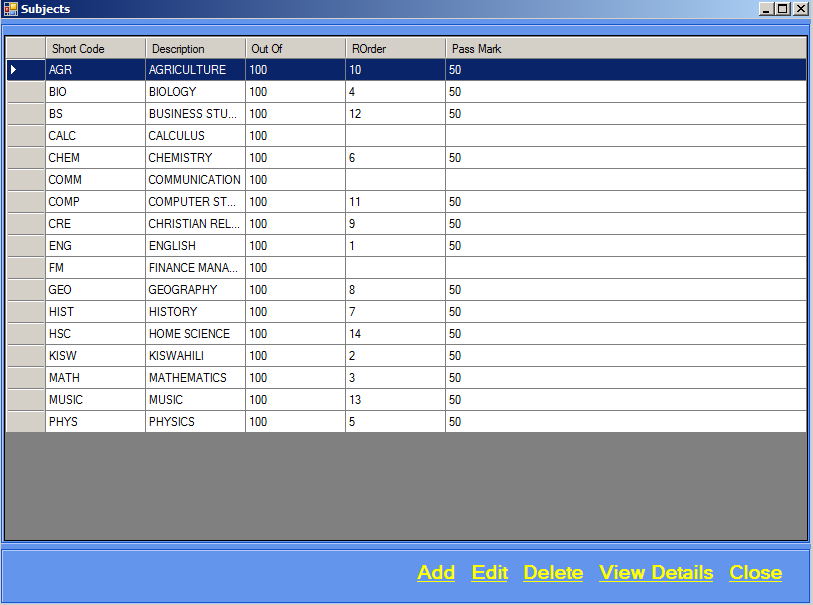 Subjects
Short Code Description Out Of ROrder Pass Mark
AGR AGRICULTURE 100 10 50
BIO BIOLOGY 100 4 50
BS BUSINESS STU... 100 12 50
CALC CALCULUS 100
CHEM CHEMISTRY 100 6 50
COMM COMMUNICATION 100
COMP COMPUTER ST... 100 11 50
CRE CHRISTIAN REL... 100 9 50
ENG ENGLISH 100 1 50
FM FINANCE MANA... 100
GEO GEOGRAPHY 100 8 50
HIST HISTORY 100 7 50
HSC HOME SCIENCE 100 14 50
KISW KISWAHILI 100 2 50
MATH MATHEMATICS 100 3 50
MUSIC MUSIC 100 13 50
PHYS PHYSICS 100 5 50
Add Edit Delete View Details Close